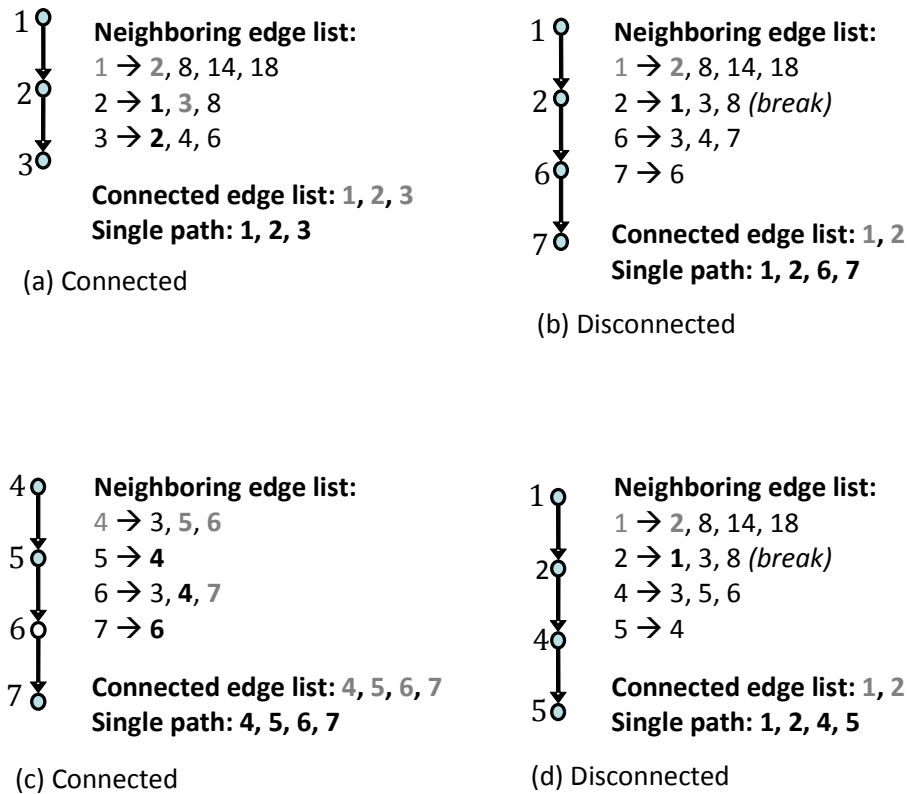 1
2
3
Neighboring edge list:
1 → 2, 8, 14, 18
2 → 1, 3, 8
3 → 2, 4, 6
Connected edge list: 1, 2, 3
Single path: 1, 2, 3
(a) Connected
1
2
6
7
Neighboring edge list:
1 → 2, 8, 14, 18
2 → 1, 3, 8 (break)
6 → 3, 4, 7
7 → 6
Connected edge list: 1, 2
Single path: 1, 2, 6, 7
(b) Disconnected
4
5
6
7
Neighboring edge list:
4 → 3, 5, 6
5 → 4
6 → 3, 4, 7
7 → 6
Connected edge list: 4, 5, 6, 7
Single path: 4, 5, 6, 7
(c) Connected
1
2
4
5
Neighboring edge list:
1 → 2, 8, 14, 18
2 → 1, 3, 8 (break)
4 → 3, 5, 6
5 → 4
Connected edge list: 1, 2
Single path: 1, 2, 4, 5
(d) Disconnected